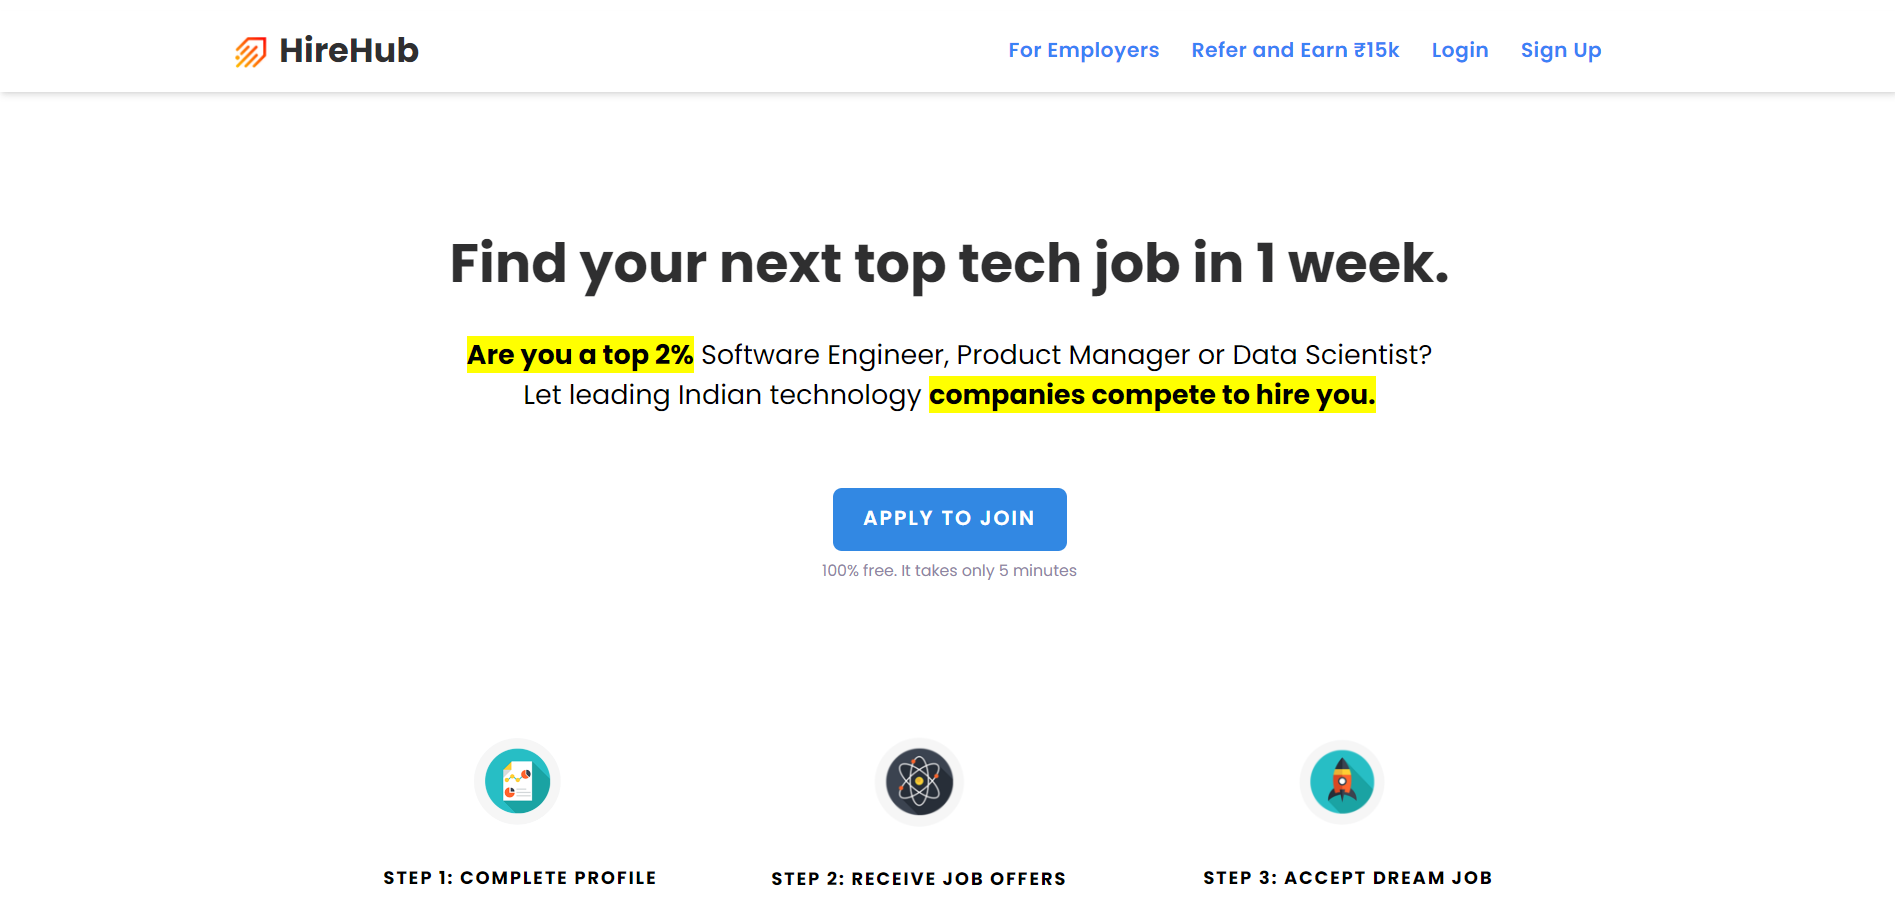 HireHub
For Employers
Refer and Earn ₹15k
Login
Sign Up
Find your next top tech job in 1 week.
Are you a top 2% Software Engineer, Product Manager or Data Scientist?
Let leading Indian technology companies compete to hire you.
APPLY TO JOIN
100% free. It takes only 5 minutes
STEP 1: COMPLETE PROFILE
STEP 2: RECEIVE JOB OFFERS
STEP 3: ACCEPT DREAM JOB